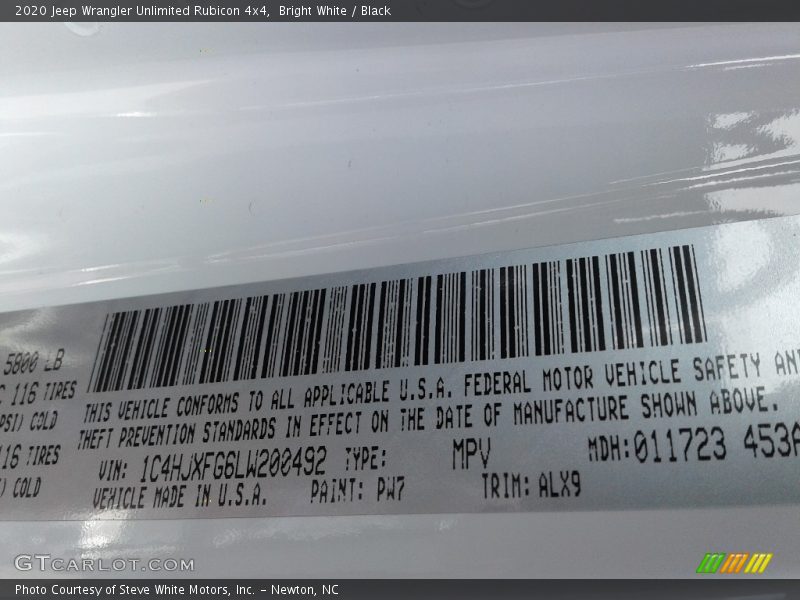 2020 Jeep Wrangler Unlimited Rubicon 4x4,  Bright White / Black
5800 LB
116 TIRES
PSI) COLD
116 TIRES
) COLD
THIS VEHICLE CONFORMS TO ALL APPLICABLE U.S.A. FEDERAL MOTOR VEHICLE SAFETY AN
THEFT PREVENTION STANDARDS IN EFFECT ON THE DATE OF MANUFACTURE SHOWN ABOVE.
VIN: 1C4HJXFG6LW200492 TYPE: MPV MDH:011723 453A
VEHICLE MADE IN U.S.A. PAINT: PW7 TRIM: ALX9
GTCARLOT.COM
Photo Courtesy of Steve White Motors, Inc. – Newton, NC